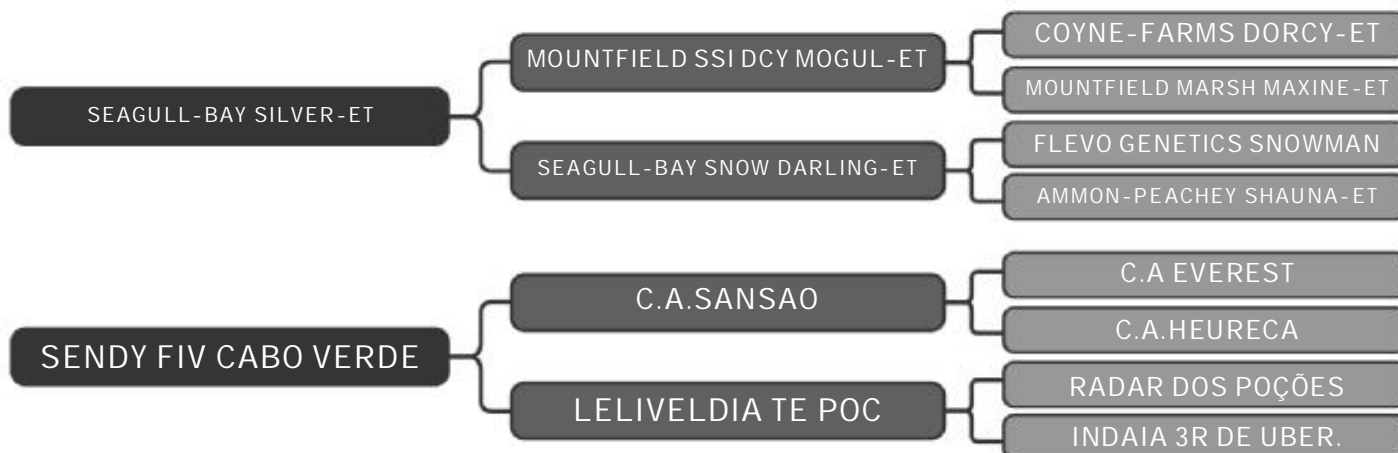 SEAGULL-BAY SILVER-ET
MOUNTFIELD SSI DCY MOGUL-ET
COYNE-FARMS DORCY-ET
MOUNTFIELD MARSH MAXINE-ET
SEAGULL-BAY SNOW DARLING-ET
FLEVO GENETICS SNOWMAN
AMMON-PEACHEY SHAUNA-ET
SENDY FIV CABO VERDE
C.A.SANSAO
C.A EVEREST
C.A.HEURECA
LELIVELDIA TE POC
RADAR DOS POÇÕES
INDAIA 3R DE UBER.